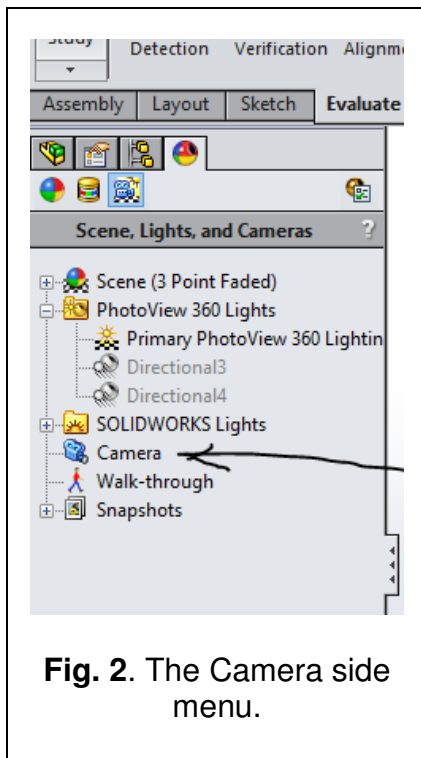 Study
Detection Verification Alignme
Assembly Layout Sketch Evaluate
Scene, Lights, and Cameras ?
Scene (3 Point Faded)
PhotoView 360 Lights
Primary PhotoView 360 Lightin
Directional3
Directional4
SOLIDWORKS Lights
Camera
Walk-through
Snapshots
Fig. 2. The Camera side
menu.